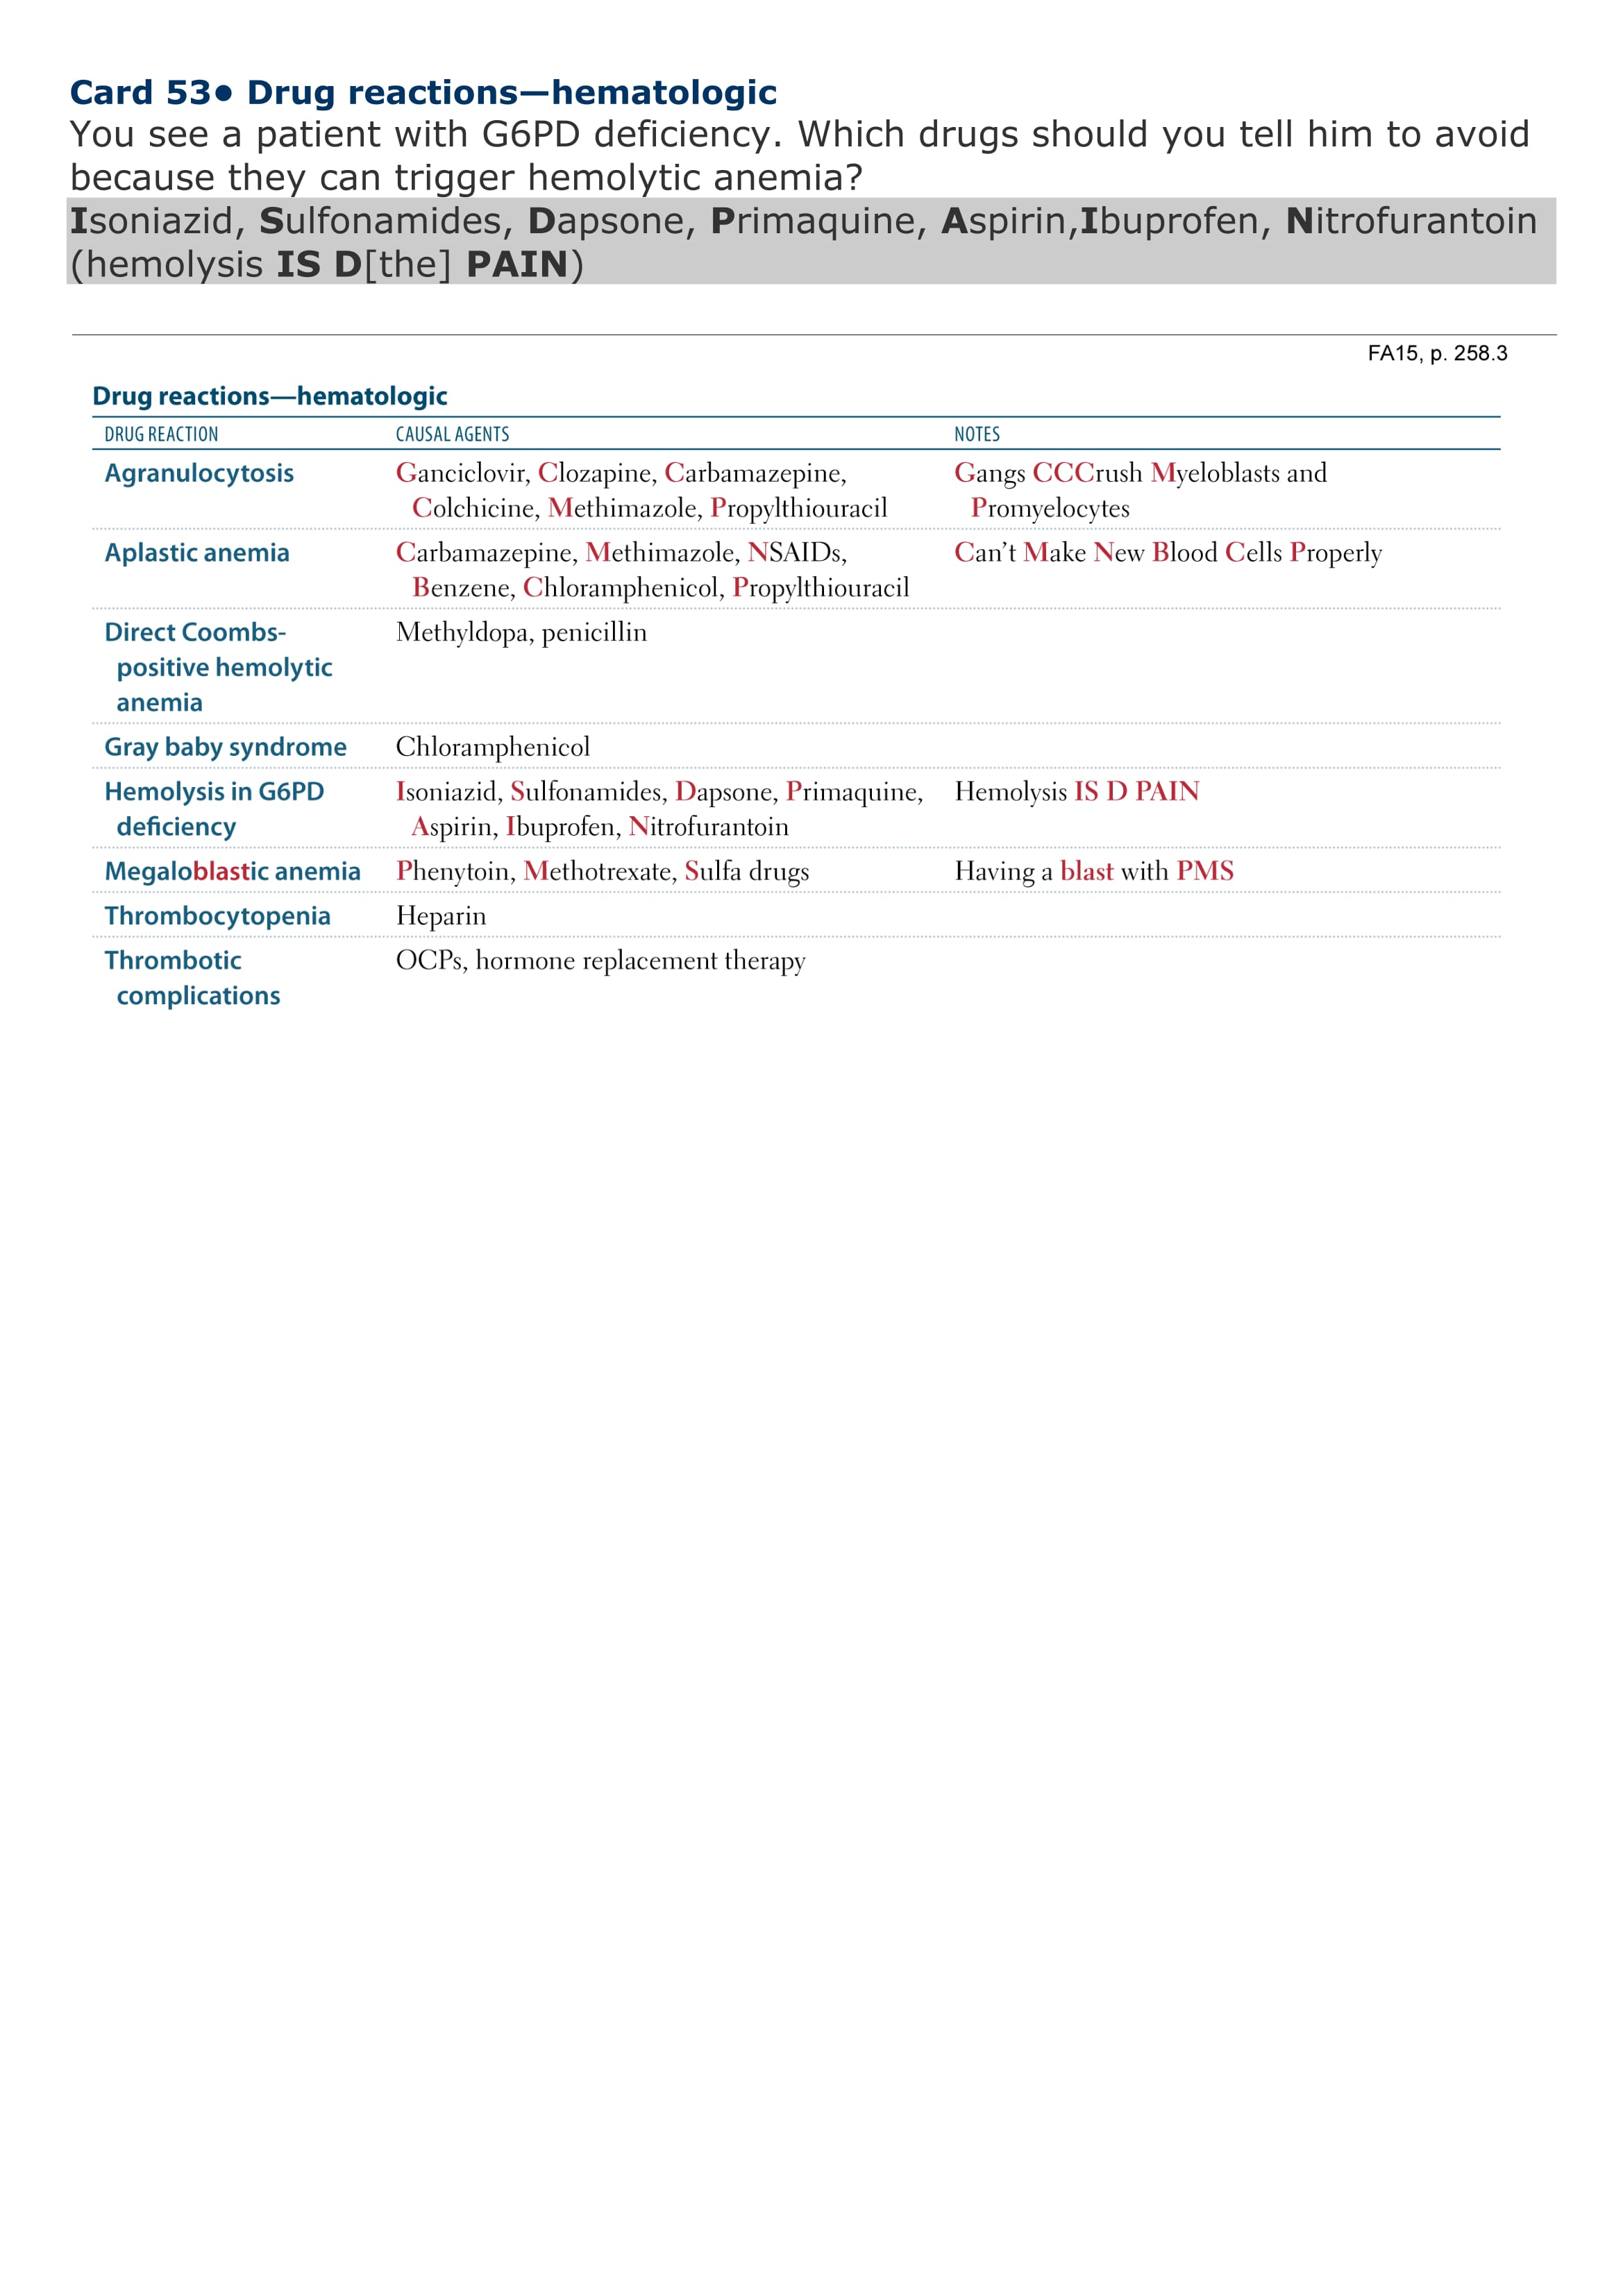 Card 53● Drug reactions—hematologic
You see a patient with G6PD deficiency. Which drugs should you tell him to avoid
because they can trigger hemolytic anemia?
Isoniazid, Sulfonamides, Dapsone, Primaquine, Aspirin,Ibuprofen, Nitrofurantoin
(hemolysis IS D[the] PAIN)
FA15, p. 258.3
Drug reactions—hematologic
DRUG REACTION CAUSAL AGENTS NOTES
Agranulocytosis Ganciclovir, Clozapine, Carbamazepine, Gangs CCCrush Myeloblasts and
Colchicine, Methimazole, Propylthiouracil Promyelocytes
Aplastic anemia Carbamazepine, Methimazole, NSAIDs, Can’t Make New Blood Cells Properly
Benzene, Chloramphenicol, Propylthiouracil
Direct Coombs- Methyldopa, penicillin
positive hemolytic
anemia
Gray baby syndrome Chloramphenicol
Hemolysis in G6PD Isoniazid, Sulfonamides, Dapsone, Primaquine, Hemolysis IS D PAIN
deficiency Aspirin, Ibuprofen, Nitrofurantoin
Megaloblastic anemia Phenytoin, Methotrexate, Sulfa drugs Having a blast with PMS
Thrombocytopenia Heparin
Thrombotic OCPs, hormone replacement therapy
complications